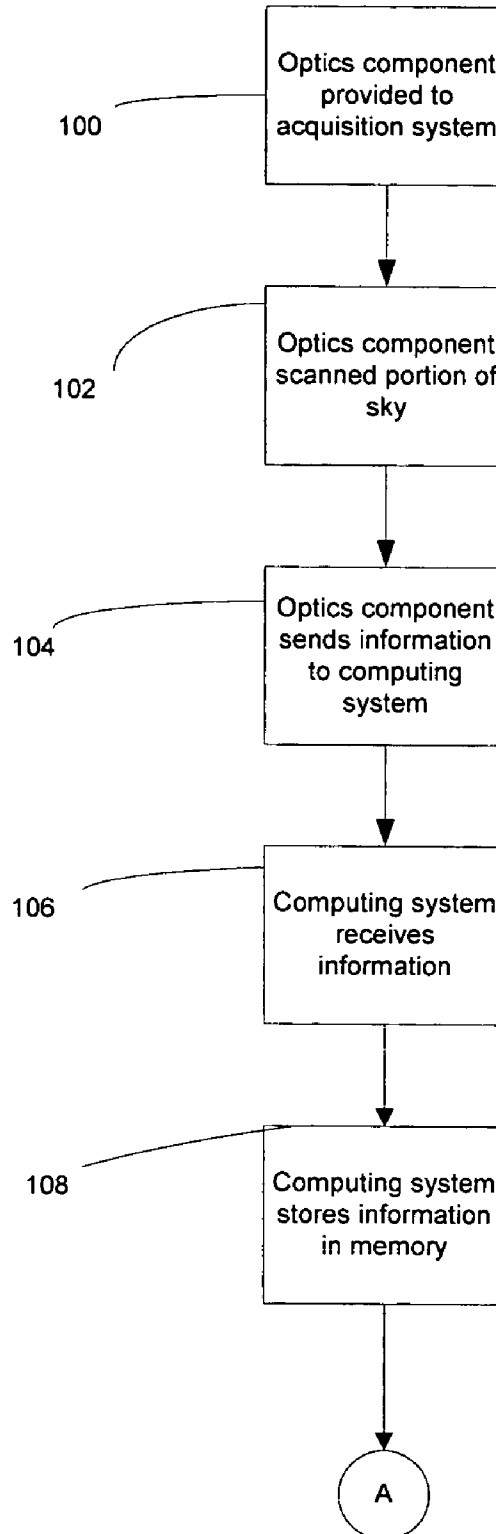 Optics component
provided to
acquisition system
100
Optics component
scanned portion of
sky
102
Optics component
sends information
to computing
system
104
Computing system
receives
information
106
Computing system
stores information
in memory
108
A